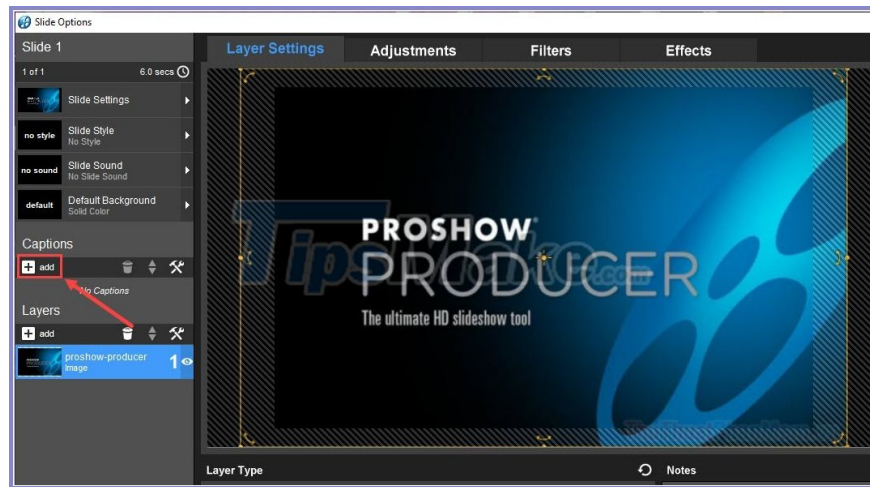 Slide Options
Slide 1
1 of 1 6.0 secs
Slide Settings
no style Slide Style
No Style
no sound Slide Sound
No Slide Sound
default Default Background
Solid Color
Captions
add
No Captions
Layers
add
proshow-producer 1
Image
Layer Settings Adjustments Filters Effects
PROSHOW
PRODUCER
TipsMake.com
The ultimate HD slideshow tool
Layer Type Notes